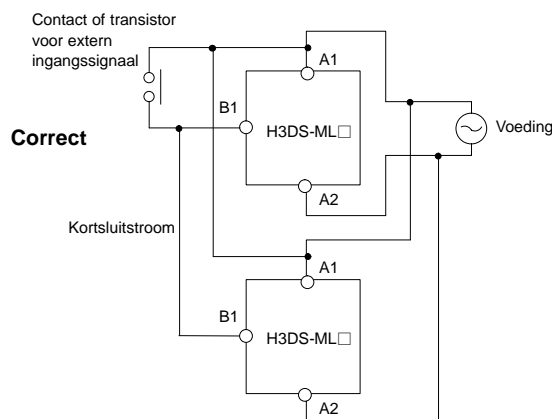 Contact of transistor
voor extern
ingangssignaal
A1
B1
H3DS-ML□
Voeding
Correct
A2
Kortsluitstroom
A1
B1
H3DS-ML□
A2